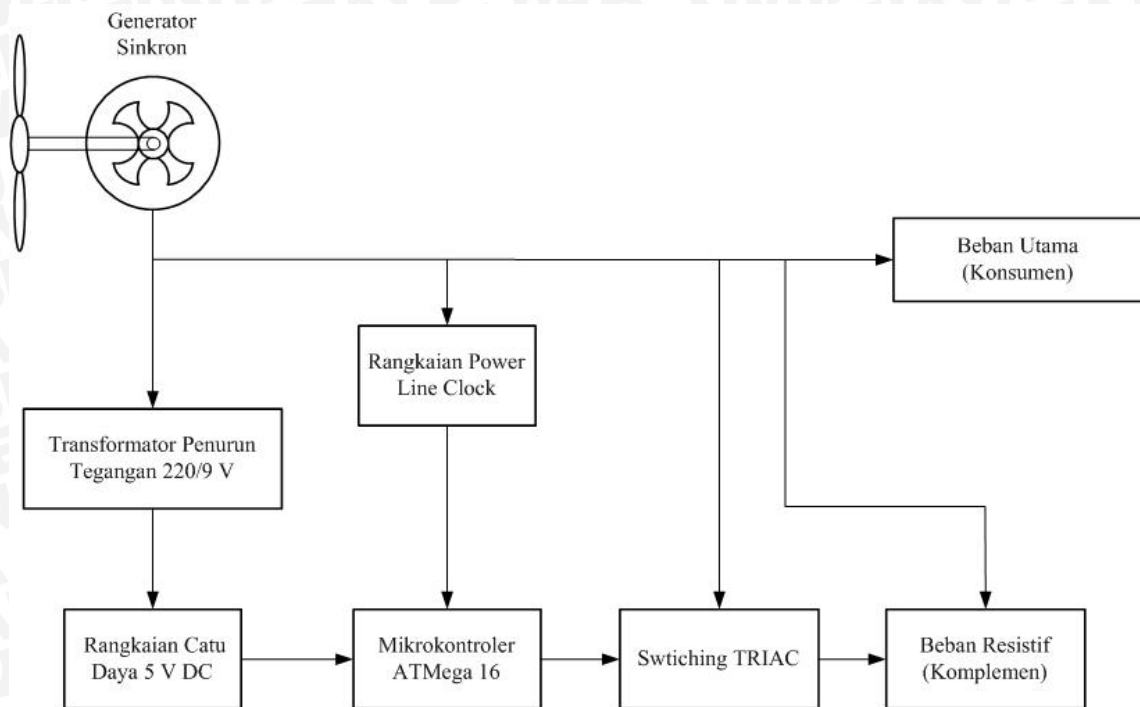 Generator
Sinkron
Beban Utama
(Konsumen)
Rangkaian Power
Line Clock
Transformator Penurun
Tegangan 220/9 V
Rangkaian Catu
Daya 5 V DC
Mikrokontroler
ATMega 16
Swtiching TRIAC
Beban Resistif
(Komplemen)